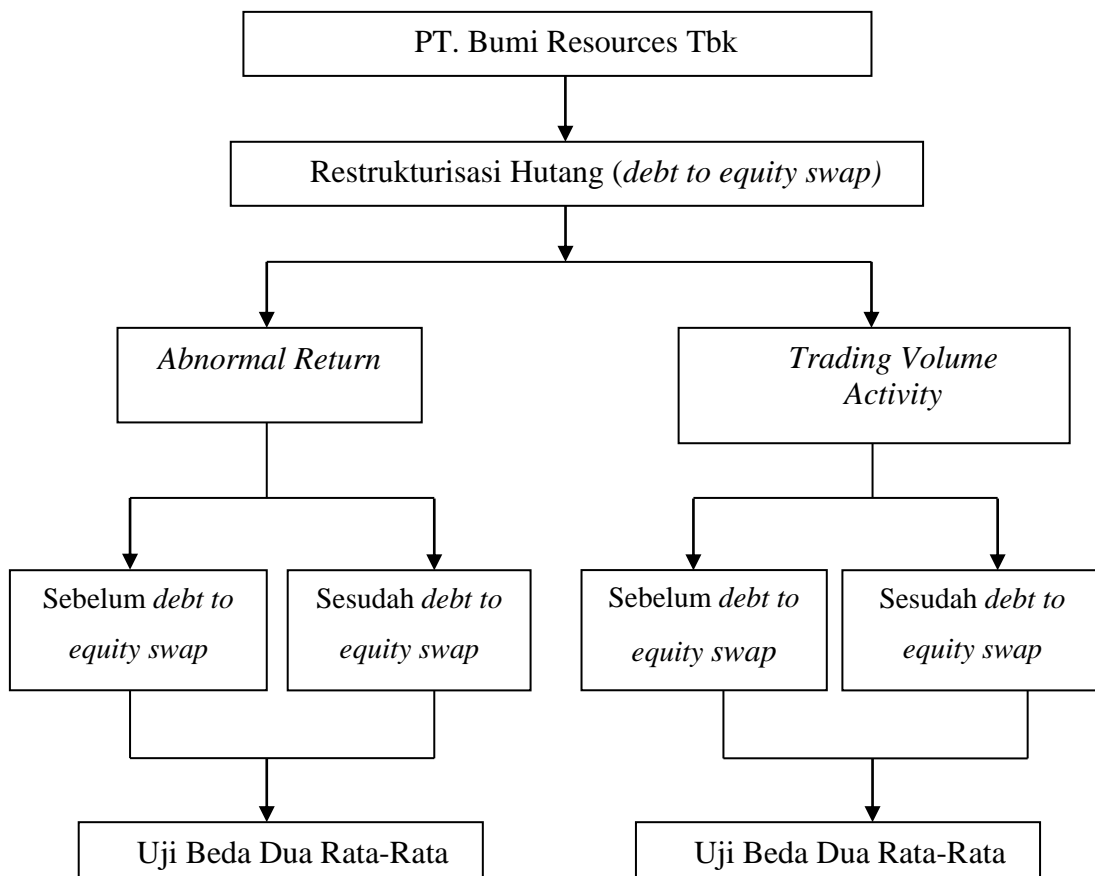 PT. Bumi Resources Tbk
Restrukturisasi Hutang (debt to equity swap)
Abnormal Return
Trading Volume
Activity
Sebelum debt to
equity swap
Sesudah debt to
equity swap
Sebelum debt to
equity swap
Sesudah debt to
equity swap
Uji Beda Dua Rata-Rata
Uji Beda Dua Rata-Rata